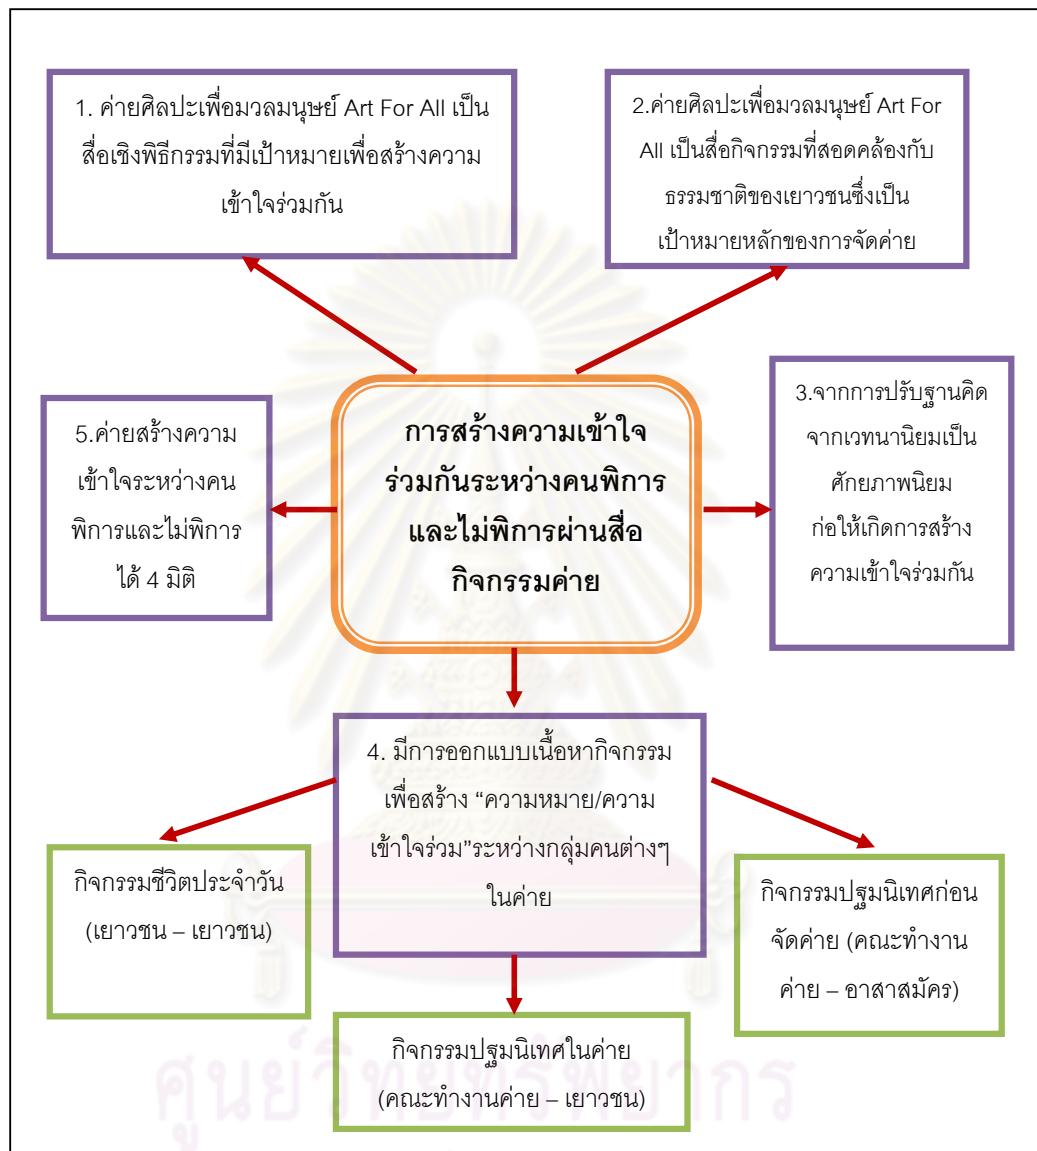 1. ค่ายศิลปะเพื่อมวลมนุษย์ Art For All เป็น
สื่อเชิงพิธีกรรมที่มีเป้าหมายเพื่อสร้างความ
เข้าใจร่วมกัน
2.ค่ายศิลปะเพื่อมวลมนุษย์ Art For
All เป็นสื่อกิจกรรมที่สอดคล้องกับ
ธรรมชาติของเยาวชนซึ่งเป็น
เป้าหมายหลักของการจัดค่าย
การสร้างความเข้าใจ
ร่วมกันระหว่างคนพิการ
และไม่พิการผ่านสื่อ
กิจกรรมค่าย
3.จากการปรับฐานคิด
จากเวทนานิยมเป็น
ศักยภาพนิยม
ก่อให้เกิดการสร้าง
ความเข้าใจร่วมกัน
5.ค่ายสร้างความ
เข้าใจระหว่างคน
พิการและไม่พิการ
ได้ 4 มิติ
4. มีการออกแบบเนื้อหากิจกรรม
เพื่อสร้าง “ความหมาย/ความ
เข้าใจร่วม”ระหว่างกลุ่มคนต่างๆ
ในค่าย
กิจกรรมชีวิตประจำวัน
(เยาวชน – เยาวชน)
กิจกรรมปฐมนิเทศในค่าย
(คณะทำงานค่าย – เยาวชน)
กิจกรรมปฐมนิเทศก่อน
จัดค่าย (คณะทำงาน
ค่าย – อาสาสมัคร)
ศูนย์วิทยทรัพยากร